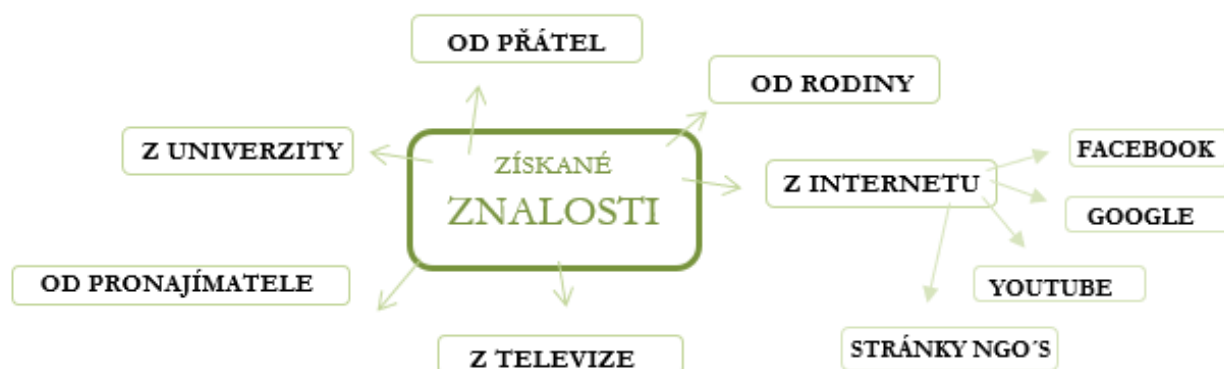 OD PŘÁTEL
OD RODINY
Z UNIVERZITY
ZÍSKANÉ
ZNALOSTI
Z INTERNETU
FACEBOOK
GOOGLE
OD PRONAJÍMATELE
YOUTUBE
Z TELEVIZE
STRÁNKY NGO´S